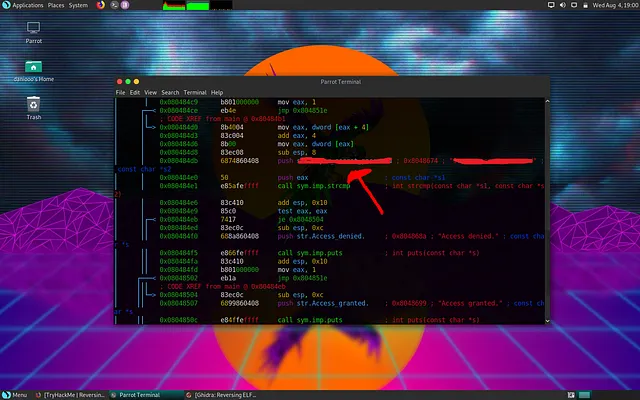 Applications Places System
Wed Aug 4, 19:00
Parrot
daniooo's Home
Trash
Parrot Terminal
File Edit View Search Terminal Help
0x080484c9 b801000000 mov eax, 1
0x080484ce eb4e jmp 0x804851e
; CODE XREF from main @ 0x80484b1
0x080484d0 8b4004 mov eax, dword [eax + 4]
0x080484d3 83c004 add eax, 4
0x080484d6 8b00 mov eax, dword [eax]
0x080484d8 83ec08 sub esp, 8
0x080484db 6874860408 push ; 0x8048674 ; "
const char *s2
0x080484e0 50 push eax ; const char *s1
0x080484e1 e85afeffff call sym.imp.strcmp ; int strcmp(const char *s1, const char *s
2)
0x080484e6 83c410 add esp, 0x10
0x080484e9 85c0 test eax, eax
0x080484eb 7417 je 0x8048504
0x080484ed 83ec0c sub esp, 0xc
0x080484f0 688a860408 push str.Access_denied. ; 0x804868a ; "Access denied." ; const cha
r *s
0x080484f5 e866feffff call sym.imp.puts ; int puts(const char *s)
0x080484fa 83c410 add esp, 0x10
0x080484fd b801000000 mov eax, 1
0x08048502 eb1a jmp 0x804851e
; CODE XREF from main @ 0x80484eb
0x08048504 83ec0c sub esp, 0xc
0x08048507 6899860408 push str.Access_granted. ; 0x8048699 ; "Access granted." ; const c
har *s
0x0804850c e84ffeffff call sym.imp.puts ; int puts(const char *s)
Menu [TryHackMe | Reversin... Parrot Terminal [Ghidra: Reversing ELF...